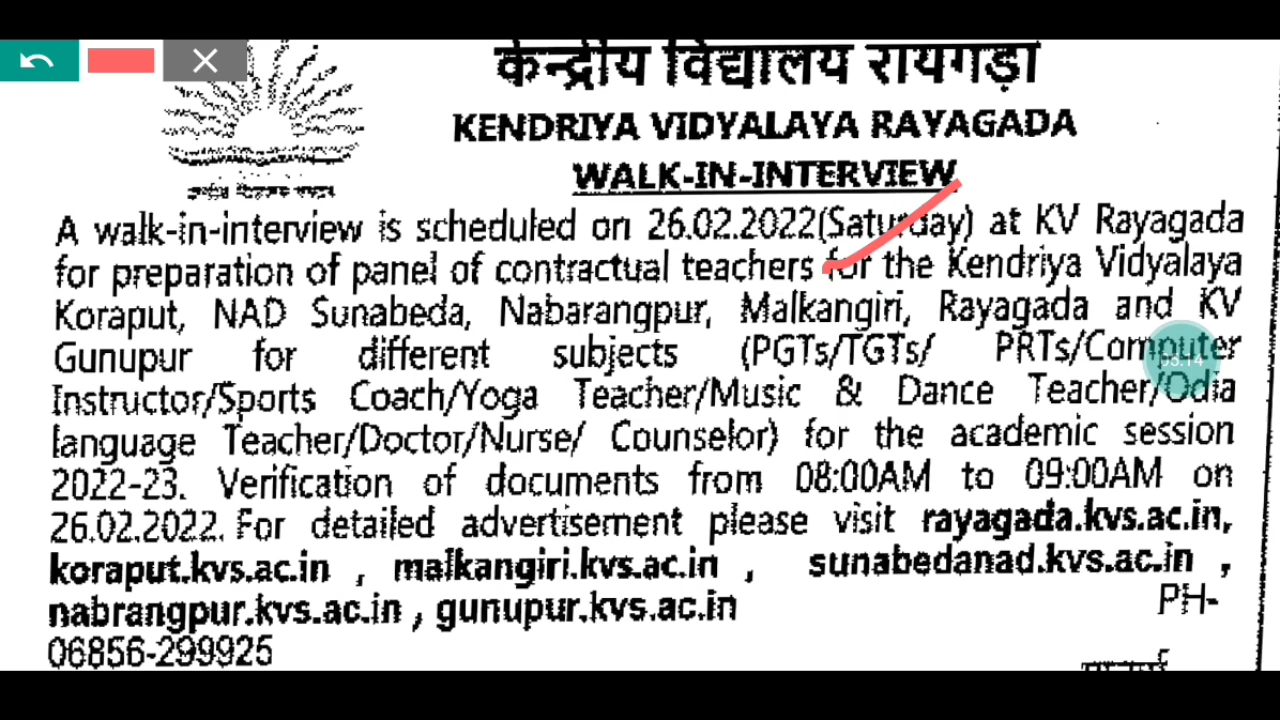 केन्द्रीय विद्यालय रायगड़ा
KENDRIYA VIDYALAYA RAYAGADA
WALK-IN-INTERVIEW
A walk-in-interview is scheduled on 26.02.2022(Saturday) at KV Rayagada
for preparation of panel of contractual teachers for the Kendriya Vidyalaya
Koraput, NAD Sunabeda, Nabarangpur, Malkangiri, Rayagada and KV
Gunupur for different subjects (PGTs/TGTs/ PRTs/Computer
Instructor/Sports Coach/Yoga Teacher/Music & Dance Teacher/Odia
language Teacher/Doctor/Nurse/ Counselor) for the academic session
2022-23. Verification of documents from 08:00AM to 09:00AM on
26.02.2022. For detailed advertisement please visit rayagada.kvs.ac.in,
koraput.kvs.ac.in , malkangiri.kvs.ac.in , sunabedanad.kvs.ac.in ,
nabrangpur.kvs.ac.in , gunupur.kvs.ac.in PH-
06856-299925